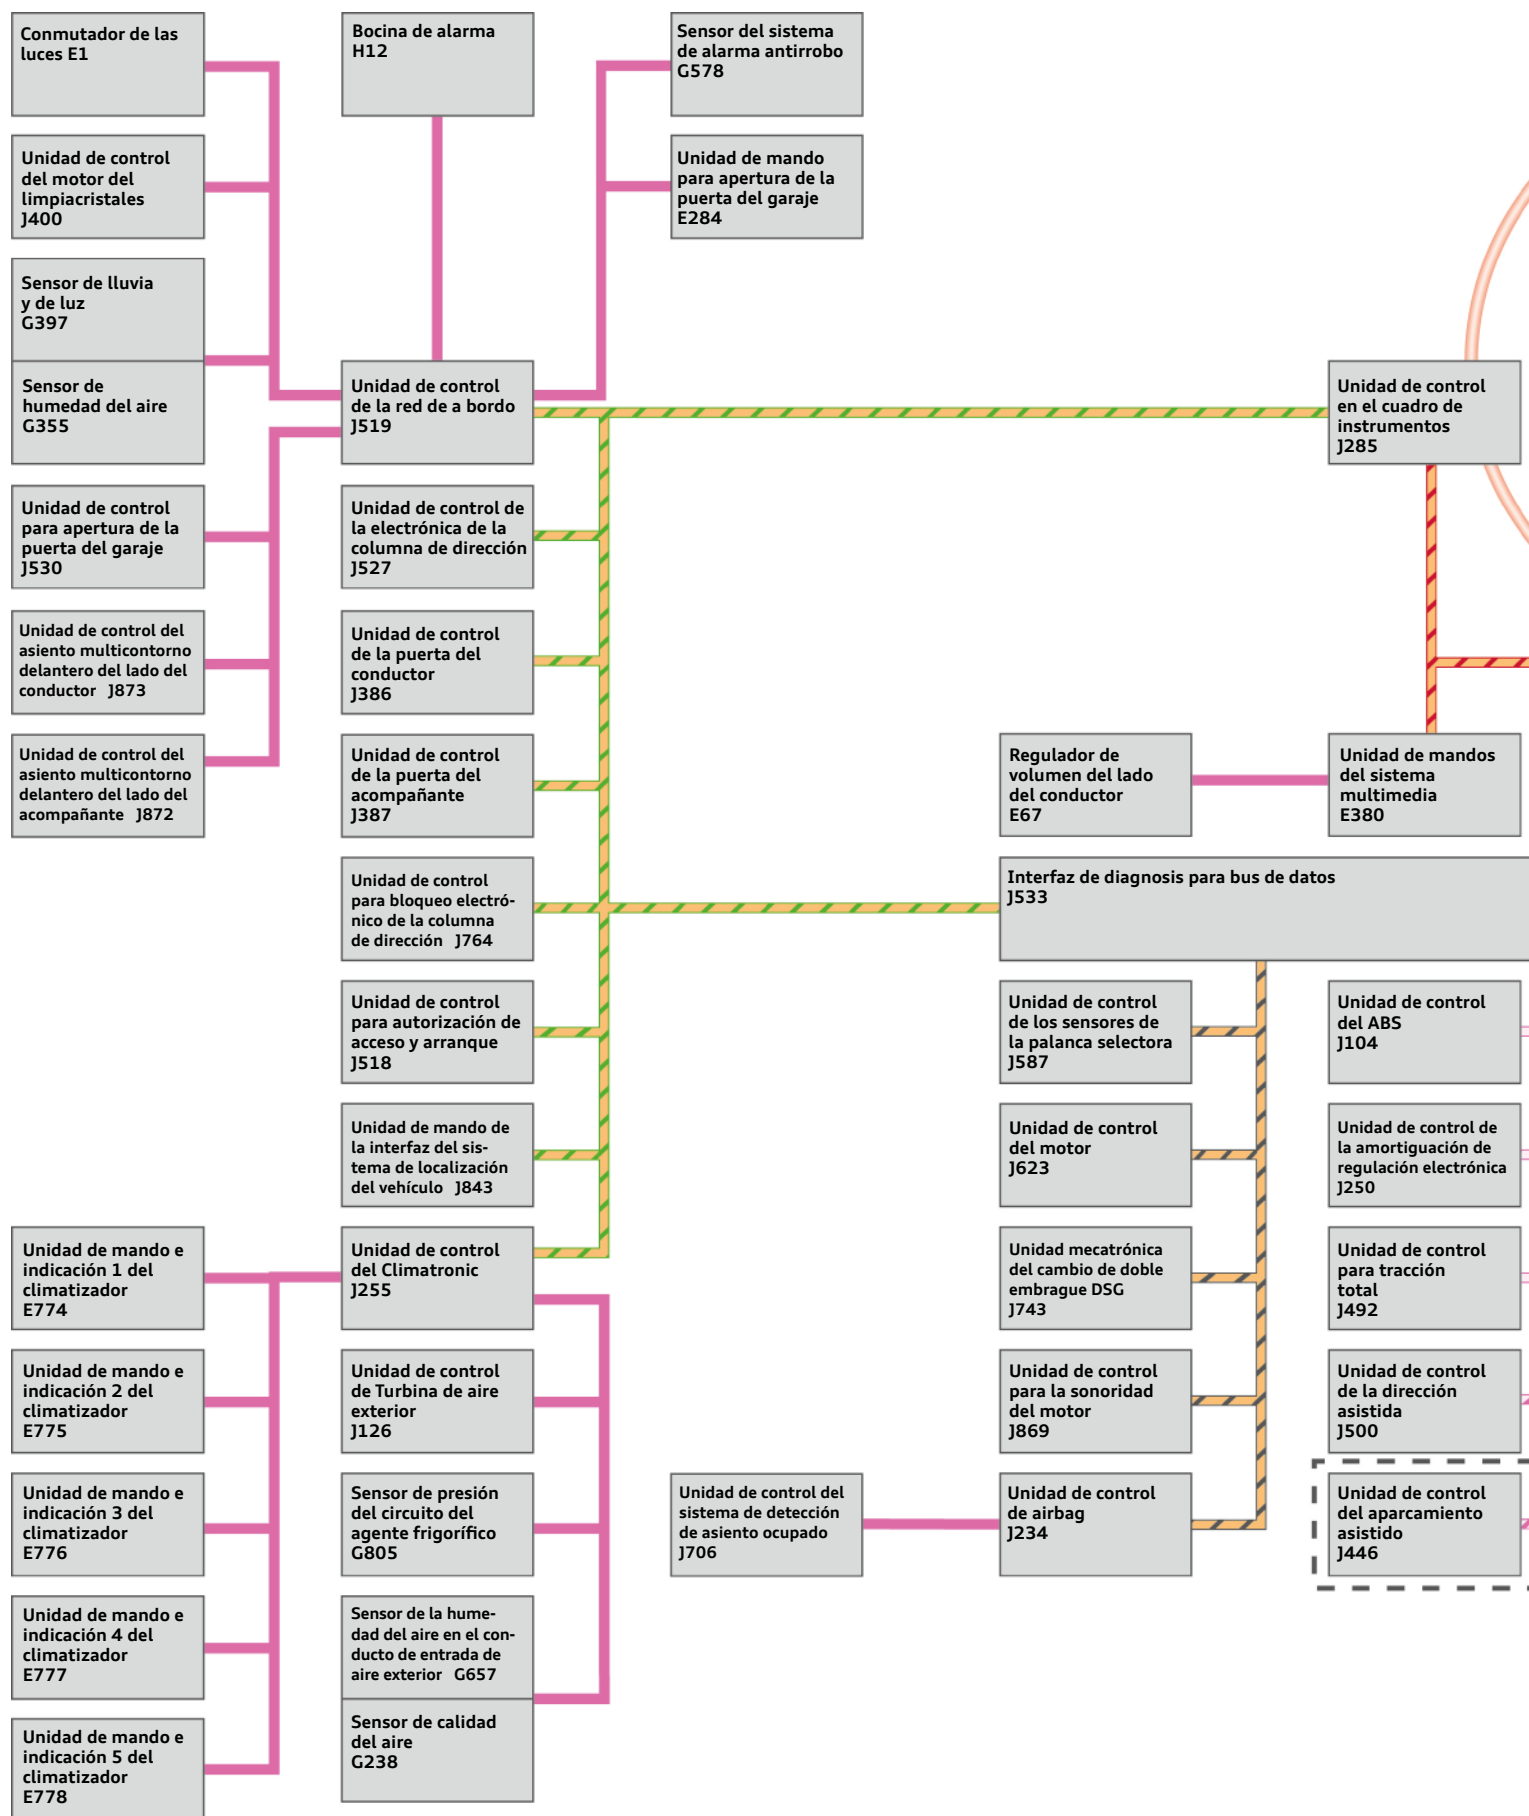 Conmutador de las
luces E1
Bocina de alarma
H12
Sensor del sistema
de alarma antirrobo
G578
Unidad de control
del motor del
limpiacristales
J400
Unidad de mando
para apertura de la
puerta del garaje
E284
Sensor de lluvia
y de luz
G397
Sensor de
humedad del aire
G355
Unidad de control
de la red de a bordo
J519
Unidad de control
en el cuadro de
instrumentos
J285
Unidad de control
para apertura de la
puerta del garaje
J530
Unidad de control de
la electrónica de la
columna de dirección
J527
Unidad de control del
asiento multicontorno
delantero del lado del
conductor J873
Unidad de control
de la puerta del
conductor
J386
Unidad de control del
asiento multicontorno
delantero del lado del
acompañante J872
Unidad de control
de la puerta del
acompañante
J387
Regulador de
volumen del lado
del conductor
E67
Unidad de mandos
del sistema
multimedia
E380
Unidad de control
para bloqueo electró-
nico de la columna
de dirección J764
Interfaz de diagnosis para bus de datos
J533
Unidad de control
para autorización de
acceso y arranque
J518
Unidad de control
de los sensores de
la palanca selectora
J587
Unidad de control
del ABS
J104
Unidad de mando de
la interfaz del sis-
tema de localización
del vehículo J843
Unidad de control
del motor
J623
Unidad de control de
la amortiguación de
regulación electrónica
J250
Unidad de mando e
indicación 1 del
climatizador
E774
Unidad de control
del Climatronic
J255
Unidad mecatrónica
del cambio de doble
embrague DSG
J743
Unidad de control
para tracción
total
J492
Unidad de mando e
indicación 2 del
climatizador
E775
Unidad de control
de Turbina de aire
exterior
J126
Unidad de control
para la sonoridad
del motor
J869
Unidad de control
de la dirección
asistida
J500
Unidad de mando e
indicación 3 del
climatizador
E776
Sensor de presión
del circuito del
agente frigorífico
G805
Unidad de control del
sistema de detección
de asiento ocupado
J706
Unidad de control
de airbag
J234
Unidad de control
del aparcamiento
asistido
J446
Unidad de mando e
indicación 4 del
climatizador
E777
Sensor de la hume-
dad del aire en el con-
ducto de entrada de
aire exterior G657
Sensor de calidad
del aire
G238
Unidad de mando e
indicación 5 del
climatizador
E778